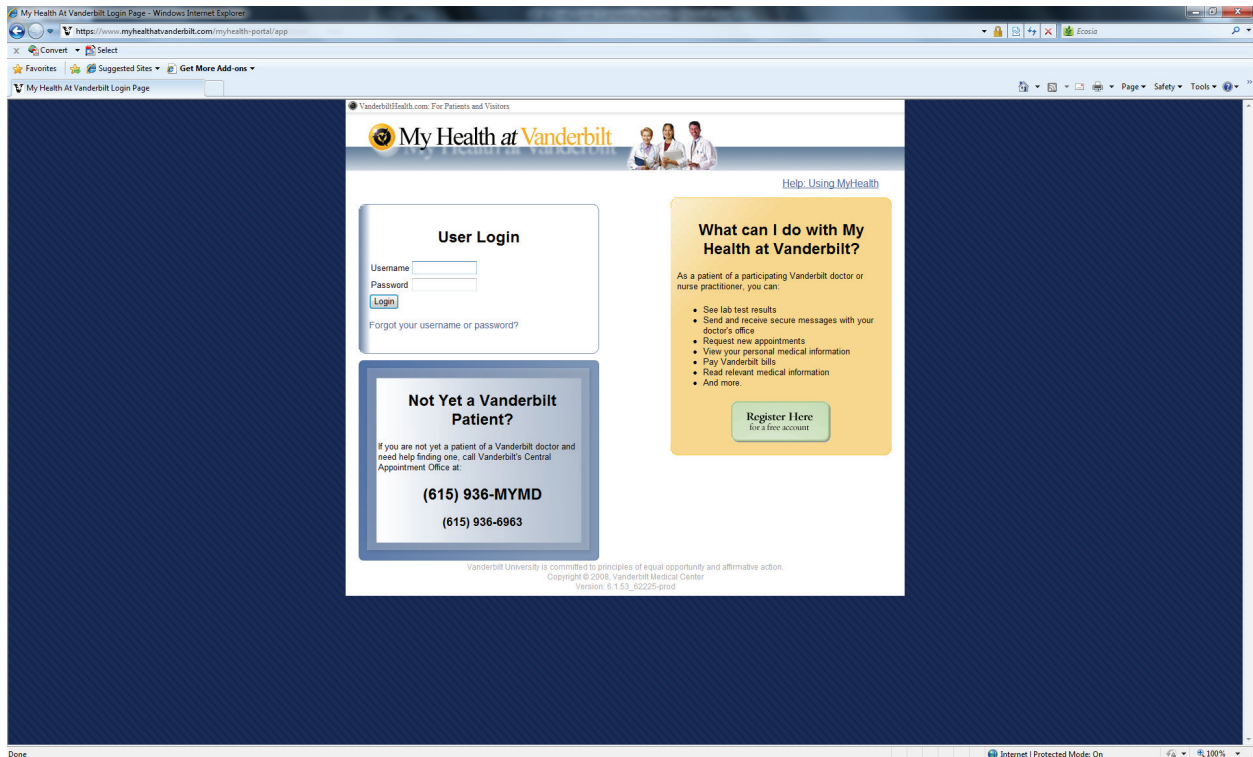 My Health At Vanderbilt Login Page - Windows Internet Explorer
https://www.myhealthatvanderbilt.com/myhealth-portal/app
Ecosia
x Convert Select
Favorites Suggested Sites Get More Add-ons
My Health At Vanderbilt Login Page
Page Safety Tools
VanderbiltHealth.com: For Patients and Visitors
My Health at Vanderbilt
Help: Using MyHealth
User Login
Username
Password
Login
Forgot your username or password?
Not Yet a Vanderbilt
Patient?
If you are not yet a patient of a Vanderbilt doctor and
need help finding one, call Vanderbilt's Central
Appointment Office at:
(615) 936-MYMD
(615) 936-6963
What can I do with My
Health at Vanderbilt?
As a patient of a participating Vanderbilt doctor or
nurse practitioner, you can:
• See lab test results
• Send and receive secure messages with your
doctor's office
• Request new appointments
• View your personal medical information
• Pay Vanderbilt bills
• Read relevant medical information
• And more.
Register Here
for a free account
Vanderbilt University is committed to principles of equal opportunity and affirmative action.
Copyright © 2008, Vanderbilt Medical Center
Version: 6.1.53_62225-prod
Done
Internet | Protected Mode: On
100%